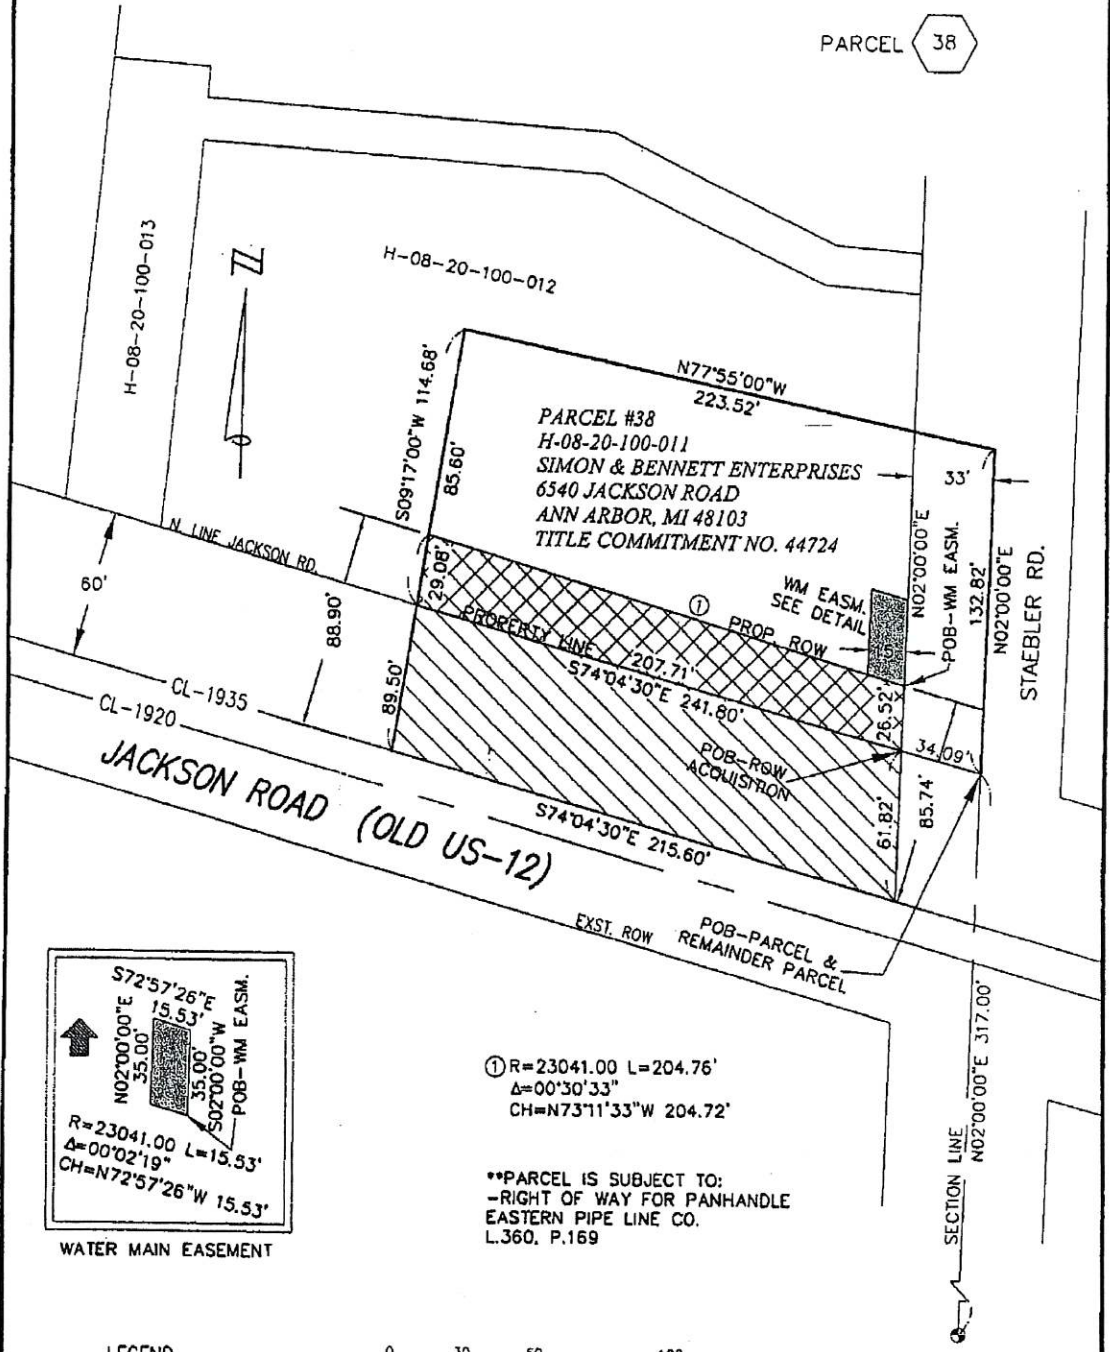 PARCEL 38
H-08-20-100-013
H-08-20-100-012
N77°55'00"W
223.52'
S09°17'00"W 114.68'
85.60'
PARCEL #38
H-08-20-100-011
SIMON & BENNETT ENTERPRISES
6540 JACKSON ROAD
ANN ARBOR, MI 48103
TITLE COMMITMENT NO. 44724
33'
N02°00'00"E
POB-WM EASM.
132.82'
N02°00'00"E
STAEBLER RD.
N. LINE JACKSON RD.
60'
88.90'
29.08'
WM EASM.
SEE DETAIL
1
PROP. ROW
15'
PROPERTY LINE
207.71'
S74°04'30"E 241.80'
26.52'
34.09'
89.50'
CL-1935
CL-1920
POB-ROW
ACQUISITION
61.82'
85.74'
JACKSON ROAD (OLD US-12)
S74°04'30"E 215.60'
EXST. ROW
POB-PARCEL &
REMAINDER PARCEL
S72°57'26"E
15.53'
N02°00'00"E
35.00'
35.00'
S02°00'00"W
POB-WM EASM.
R=23041.00 L=15.53'
Δ=00°02'19"
CH=N72°57'26"W 15.53'
WATER MAIN EASEMENT
1 R=23041.00 L=204.76'
Δ=00°30'33"
CH=N73°11'33"W 204.72'
**PARCEL IS SUBJECT TO:
-RIGHT OF WAY FOR PANHANDLE
EASTERN PIPE LINE CO.
L.360, P.169
SECTION LINE
N02°00'00"E 317.00'
LEGEND